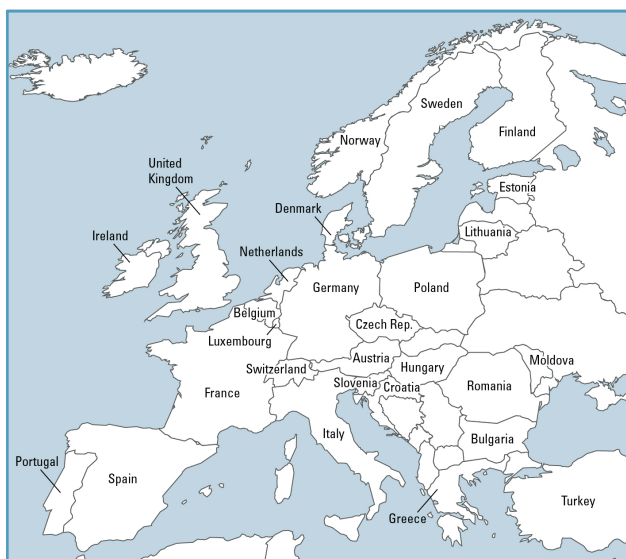 Sweden
Norway
Finland
United
Kingdom
Estonia
Denmark
Lithuania
Ireland
Netherlands
Germany
Poland
Belgium
Czech Rep.
Luxembourg
Austria
Moldova
Switzerland
Hungary
Slovenia
Croatia
Romania
France
Italy
Bulgaria
Portugal
Spain
Turkey
Greece